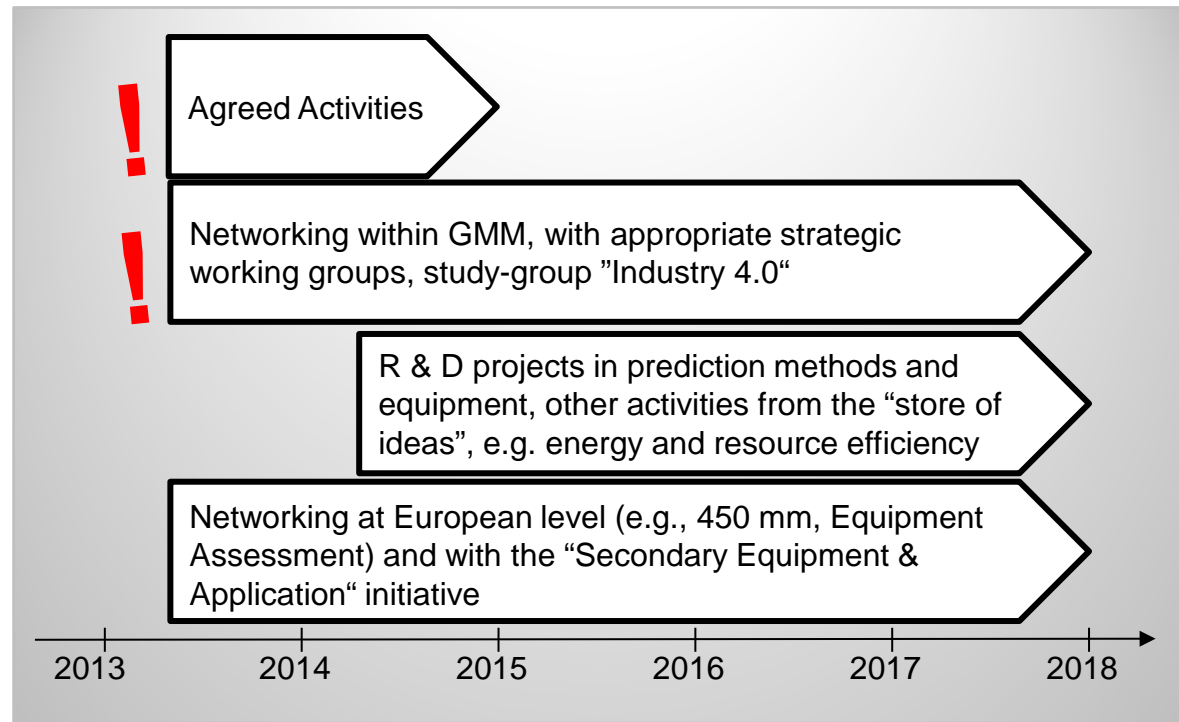 !
Agreed Activities
!
Networking within GMM, with appropriate strategic
working groups, study-group ”Industry 4.0“
R & D projects in prediction methods and
equipment, other activities from the “store of
ideas”, e.g. energy and resource efficiency
Networking at European level (e.g., 450 mm, Equipment
Assessment) and with the “Secondary Equipment &
Application“ initiative
2013 2014 2015 2016 2017 2018